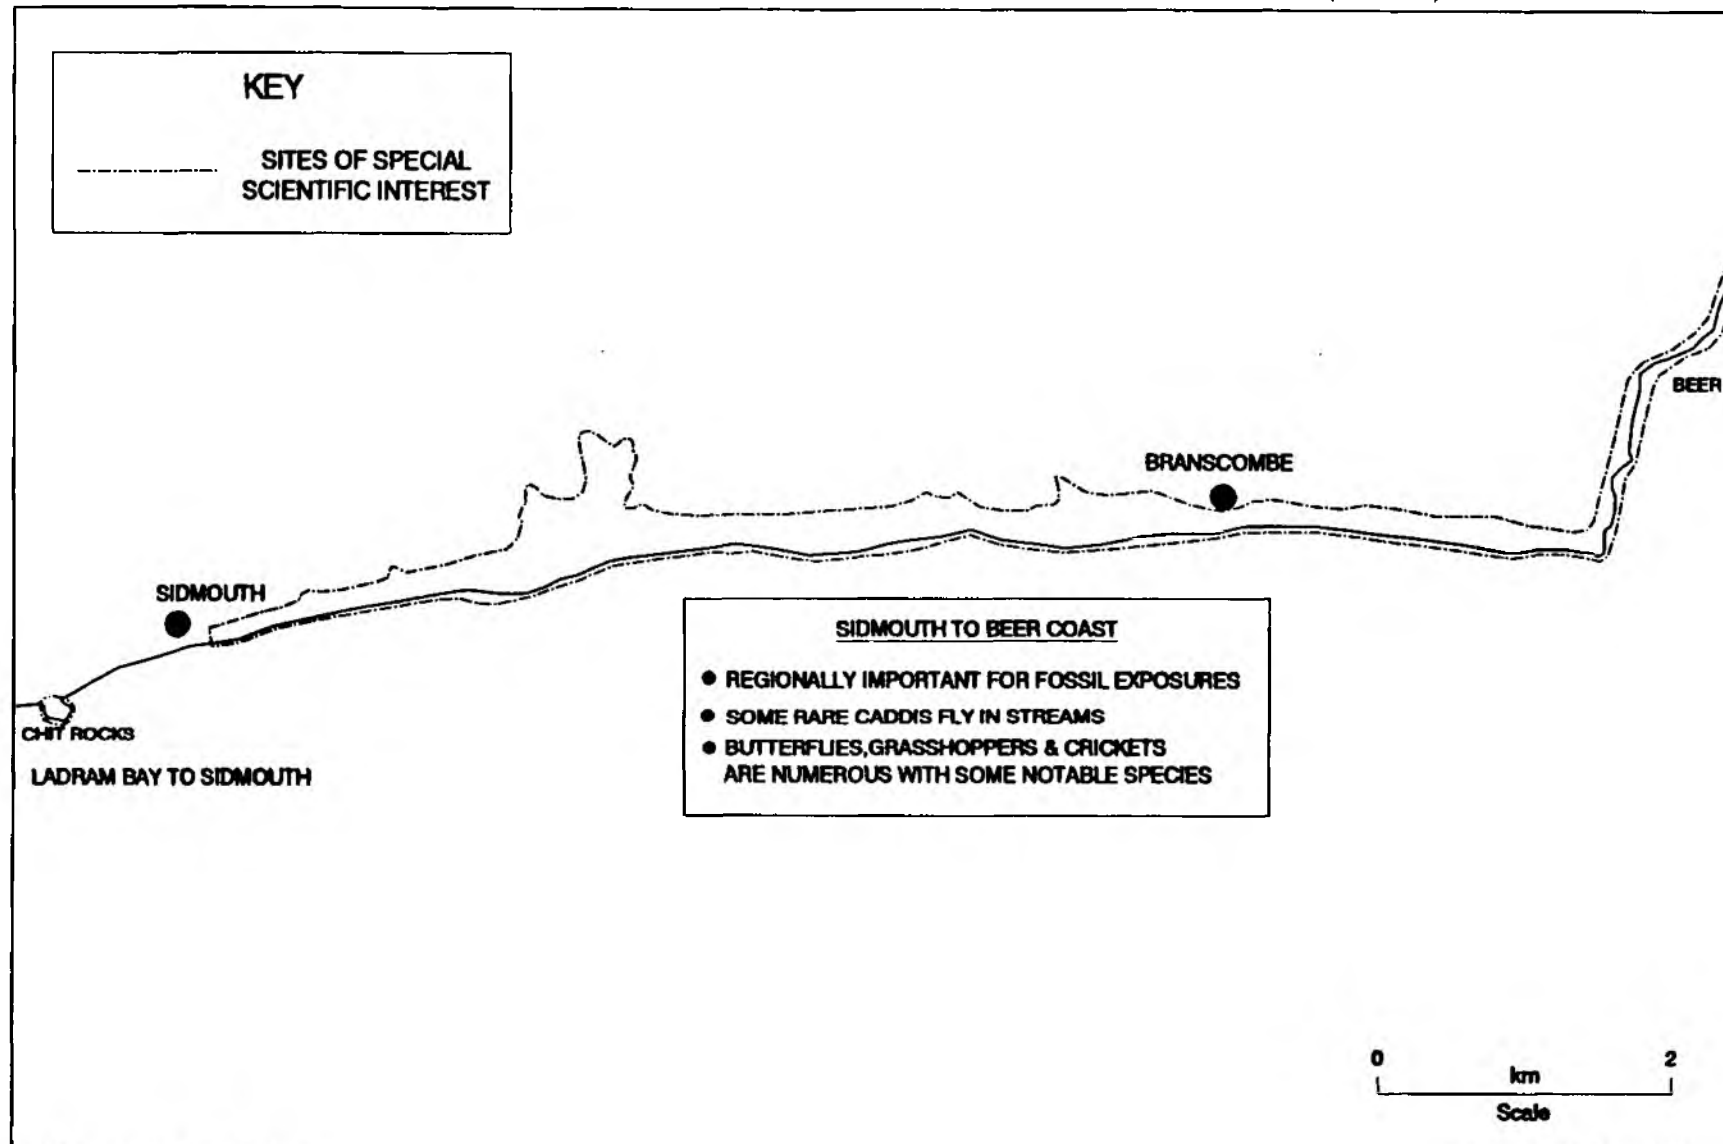 KEY
SITES OF SPECIAL
SCIENTIFIC INTEREST
BEER
BRANSCOMBE
SIDMOUTH
CHIT ROCKS
LADRAM BAY TO SIDMOUTH
SIDMOUTH TO BEER COAST
● REGIONALLY IMPORTANT FOR FOSSIL EXPOSURES
● SOME RARE CADDIS FLY IN STREAMS
● BUTTERFLIES, GRASSHOPPERS & CRICKETS
ARE NUMEROUS WITH SOME NOTABLE SPECIES
0 2
km
Scale